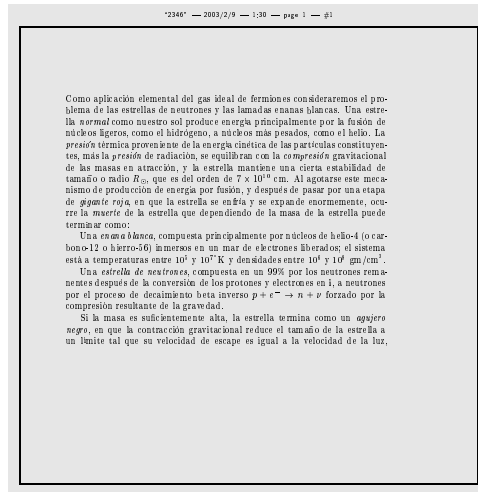 "2346" — 2003/2/9 — 1:30 — page 1 — #1
Como aplicación elemental del gas ideal de fermiones consideraremos el pro-
blema de las estrellas de neutrones y las lamadas enanas blancas. Una estre-
lla normal como nuestro sol produce energía principalmente por la fusión de
núcleos ligeros, como el hidrógeno, a núcleos más pesados, como el helio. La
presión térmica proveniente de la energía cinética de las partículas constituyen-
tes, más la presión de radiación, se equilibran con la compresión gravitacional
de las masas en atracción, y la estrella mantiene una cierta estabilidad de
tamaño o radio R⊙, que es del orden de 7 × 10¹⁰ cm. Al agotarse este meca-
nismo de producción de energía por fusión, y después de pasar por una etapa
de gigante roja, en que la estrella se enfría y se expande enormemente, ocu-
rre la muerte de la estrella que dependiendo de la masa de la estrella puede
terminar como:
Una enana blanca, compuesta principalmente por núcleos de helio-4 (o car-
bono-12 o hierro-56) inmersos en un mar de electrones liberados; el sistema
está a temperaturas entre 10⁵ y 10⁷°K y densidades entre 10⁶ y 10⁸ gm/cm³.
Una estrella de neutrones, compuesta en un 99% por los neutrones rema-
nentes después de la conversión de los protones y electrones en i, a neutrones
por el proceso de decaimiento beta inverso p + e⁻ → n + ν forzado por la
compresión resultante de la gravedad.
Si la masa es suficientemente alta, la estrella termina como un agujero
negro, en que la contracción gravitacional reduce el tamaño de la estrella a
un límite tal que su velocidad de escape es igual a la velocidad de la luz,